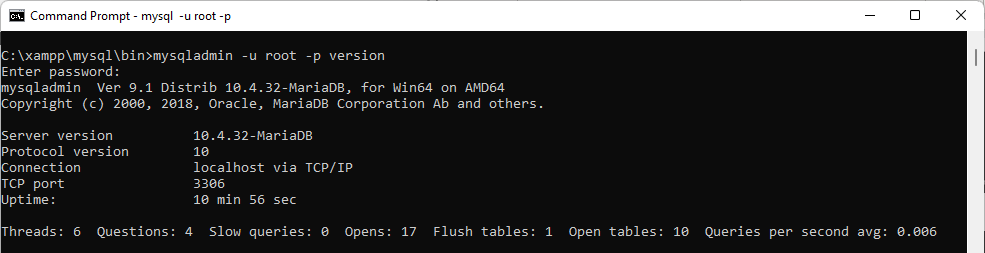 Command Prompt - mysql  -u root -p
C:\xampp\mysql\bin>mysqladmin -u root -p version
Enter password:
mysqladmin  Ver 9.1 Distrib 10.4.32-MariaDB, for Win64 on AMD64
Copyright (c) 2000, 2018, Oracle, MariaDB Corporation Ab and others.
Server version          10.4.32-MariaDB
Protocol version        10
Connection              localhost via TCP/IP
TCP port                3306
Uptime:                 10 min 56 sec
Threads: 6  Questions: 4  Slow queries: 0  Opens: 17  Flush tables: 1  Open tables: 10  Queries per second avg: 0.006